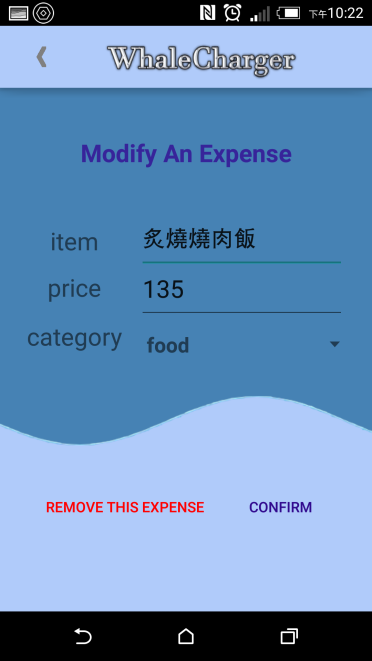 下午10:22
WhaleCharger
Modify An Expense
item
炙燒燒肉飯
price
135
category
food
REMOVE THIS EXPENSE
CONFIRM